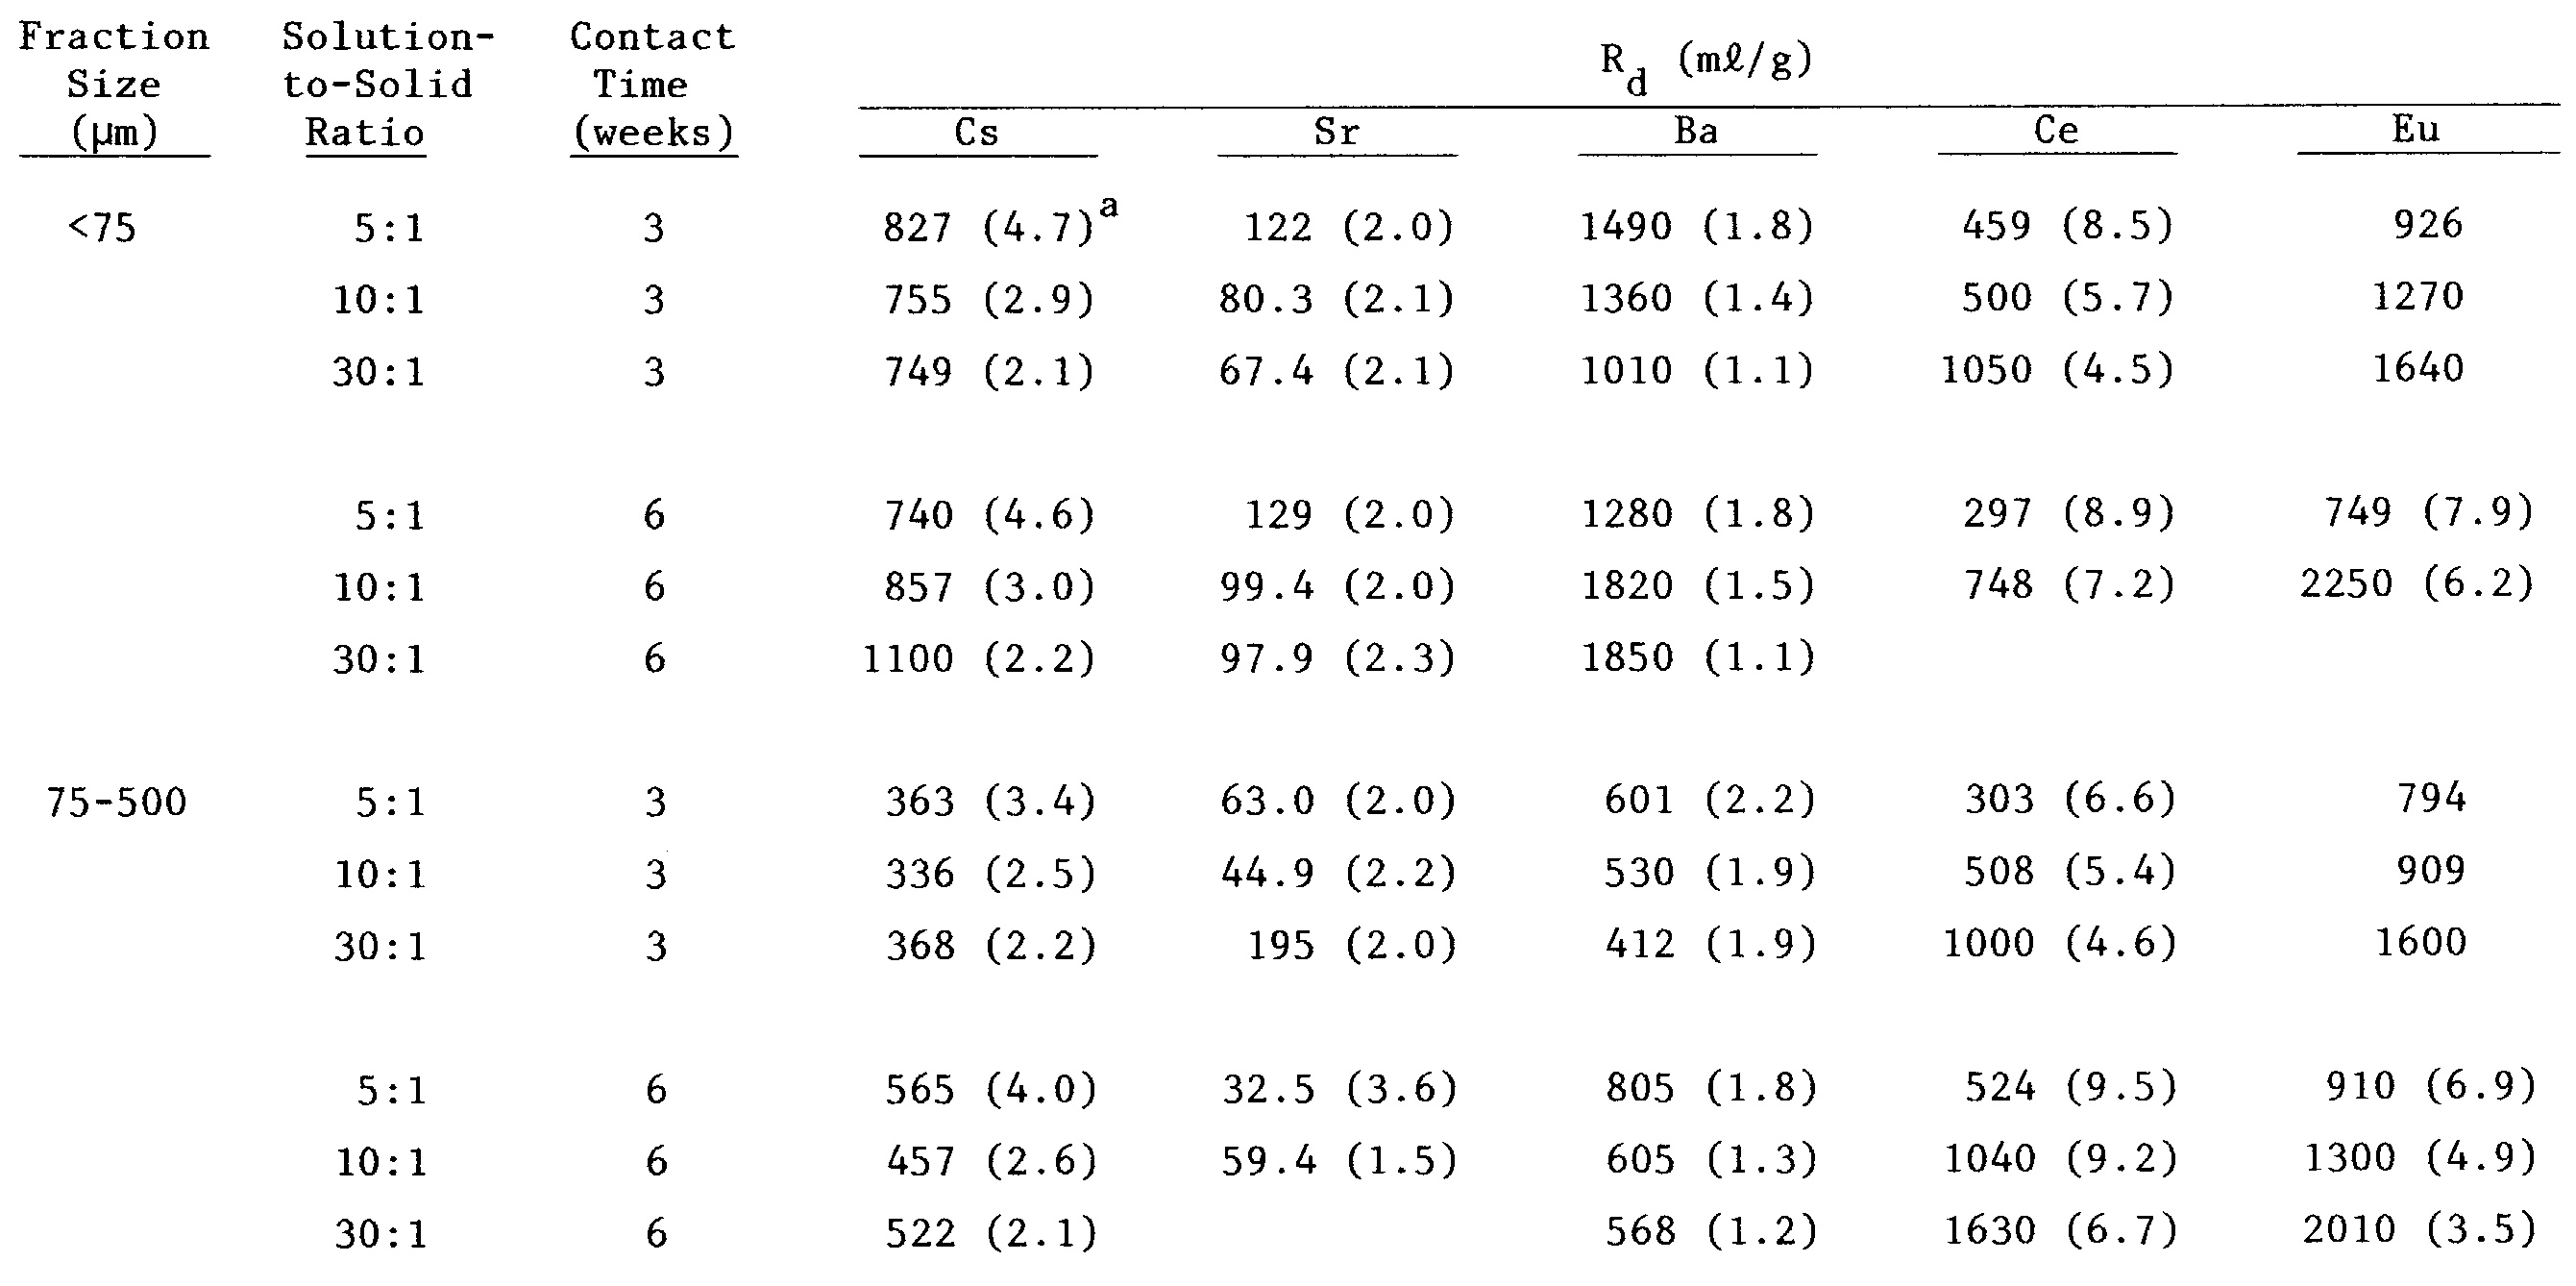 Fraction Solution- Contact
Size to-Solid Time R_d (mℓ/g)
(µm) Ratio (weeks) Cs Sr Ba Ce Eu
<75 5:1 3 827 (4.7)^a 122 (2.0) 1490 (1.8) 459 (8.5) 926
10:1 3 755 (2.9) 80.3 (2.1) 1360 (1.4) 500 (5.7) 1270
30:1 3 749 (2.1) 67.4 (2.1) 1010 (1.1) 1050 (4.5) 1640
5:1 6 740 (4.6) 129 (2.0) 1280 (1.8) 297 (8.9) 749 (7.9)
10:1 6 857 (3.0) 99.4 (2.0) 1820 (1.5) 748 (7.2) 2250 (6.2)
30:1 6 1100 (2.2) 97.9 (2.3) 1850 (1.1)
75-500 5:1 3 363 (3.4) 63.0 (2.0) 601 (2.2) 303 (6.6) 794
10:1 3 336 (2.5) 44.9 (2.2) 530 (1.9) 508 (5.4) 909
30:1 3 368 (2.2) 195 (2.0) 412 (1.9) 1000 (4.6) 1600
5:1 6 565 (4.0) 32.5 (3.6) 805 (1.8) 524 (9.5) 910 (6.9)
10:1 6 457 (2.6) 59.4 (1.5) 605 (1.3) 1040 (9.2) 1300 (4.9)
30:1 6 522 (2.1) 568 (1.2) 1630 (6.7) 2010 (3.5)